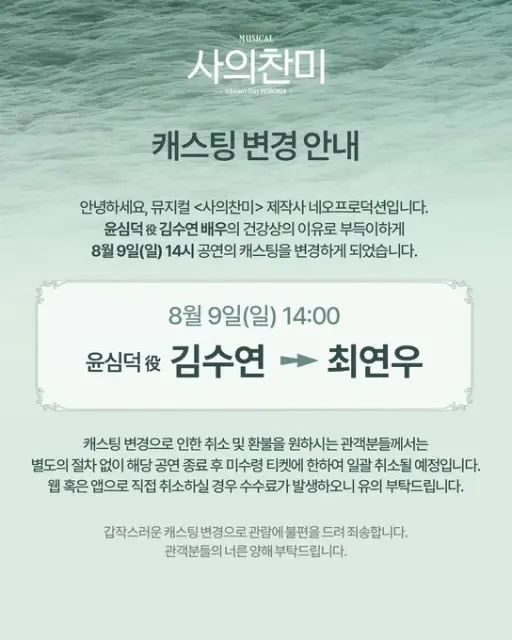 MUSICAL
사의찬미
캐스팅 변경 안내
안녕하세요, 뮤지컬 <사의찬미> 제작사 네오프로덕션입니다.
윤심덕 役 김수연 배우의 건강상의 이유로 부득이하게
8월 9일(일) 14시 공연의 캐스팅을 변경하게 되었습니다.
8월 9일(일) 14:00
윤심덕 役 김수연 → 최연우
캐스팅 변경으로 인한 취소 및 환불을 원하시는 관객분들께서는
별도의 절차 없이 해당 공연 종료 후 미수령 티켓에 한하여 일괄 취소될 예정입니다.
웹 혹은 앱으로 직접 취소하실 경우 수수료가 발생하오니 유의 부탁드립니다.
갑작스러운 캐스팅 변경으로 관람에 불편을 드려 죄송합니다.
관객분들의 너른 양해 부탁드립니다.